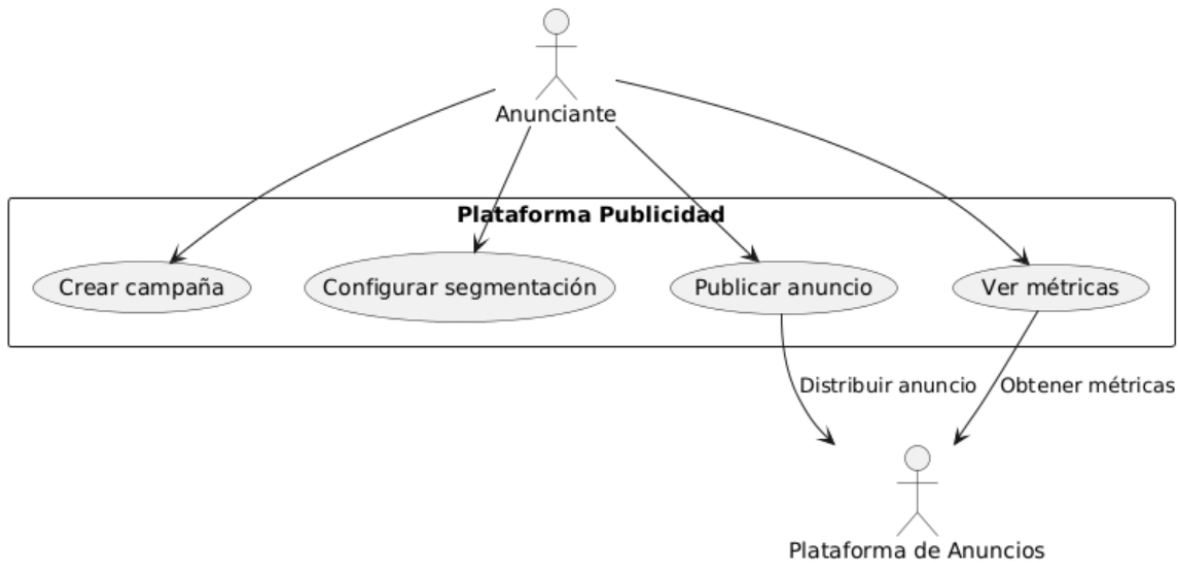 Anunciante
Plataforma Publicidad
Crear campaña
Configurar segmentación
Publicar anuncio
Ver métricas
Distribuir anuncio
Obtener métricas
Plataforma de Anuncios